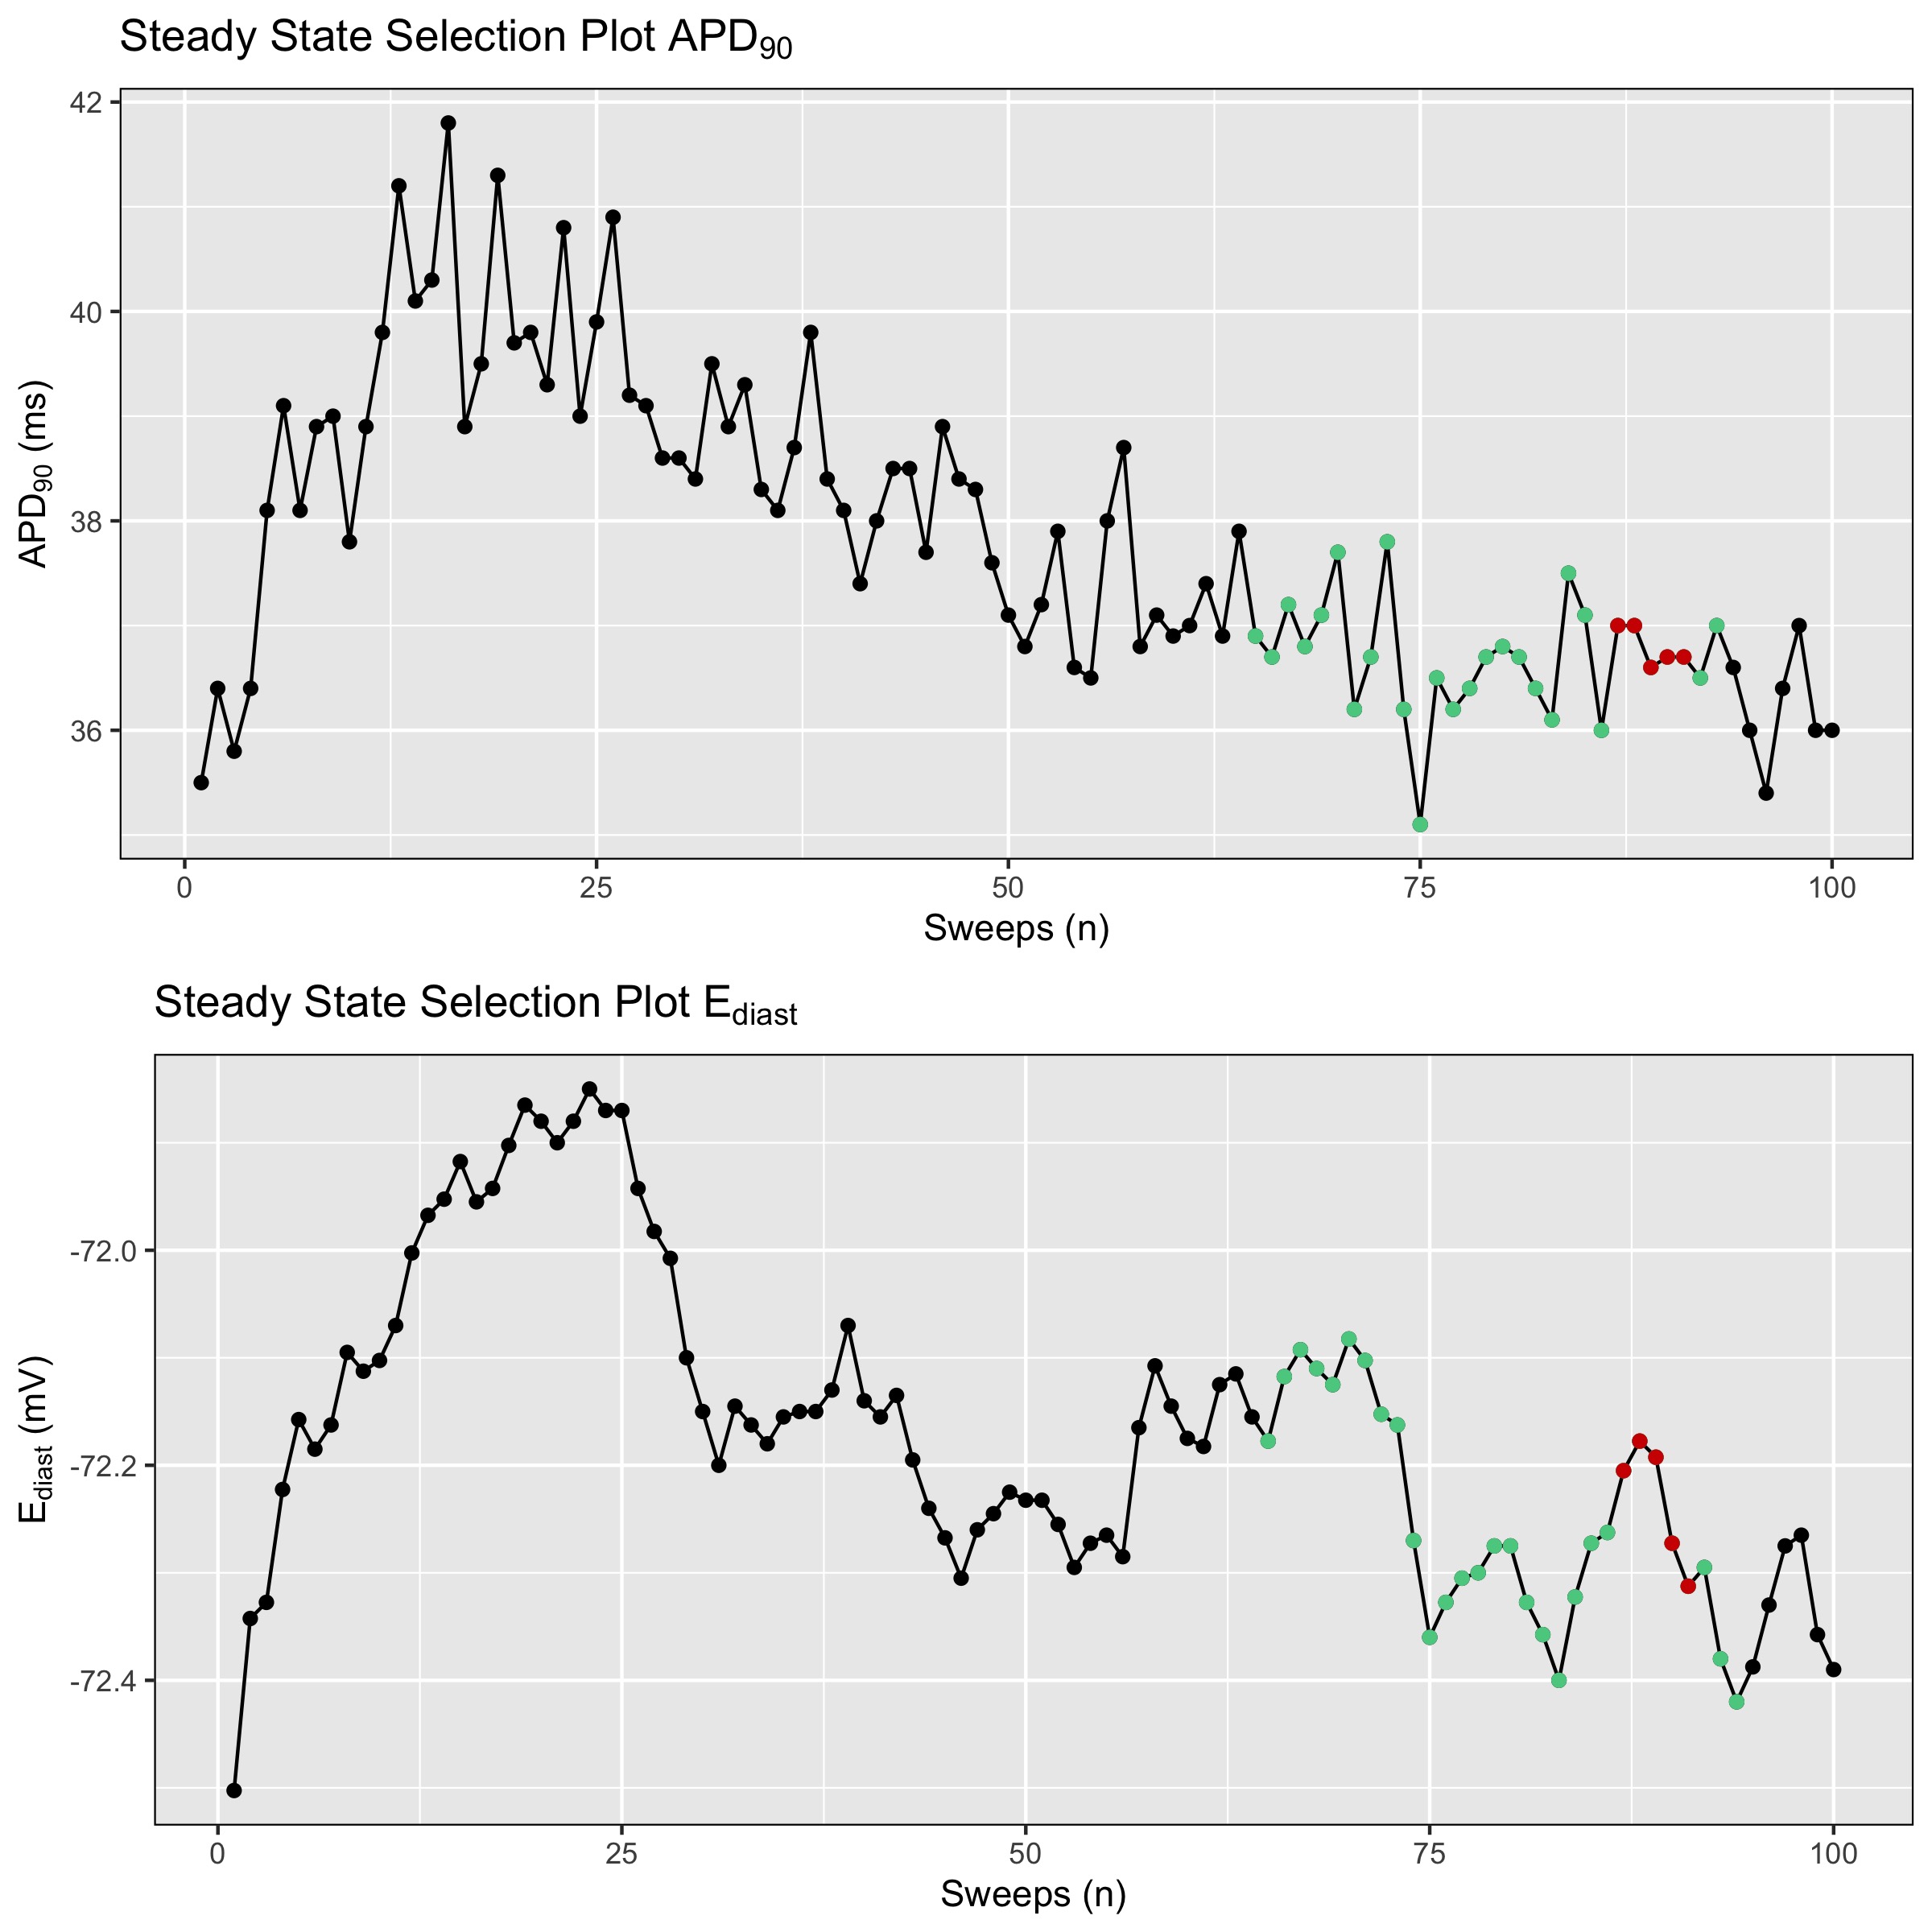 Steady State Selection Plot APD90
42
40
38
36
APD90 (ms)
0 25 50 75 100
Sweeps (n)
Steady State Selection Plot Ediast
-72.0
-72.2
-72.4
Ediast (mV)
0 25 50 75 100
Sweeps (n)